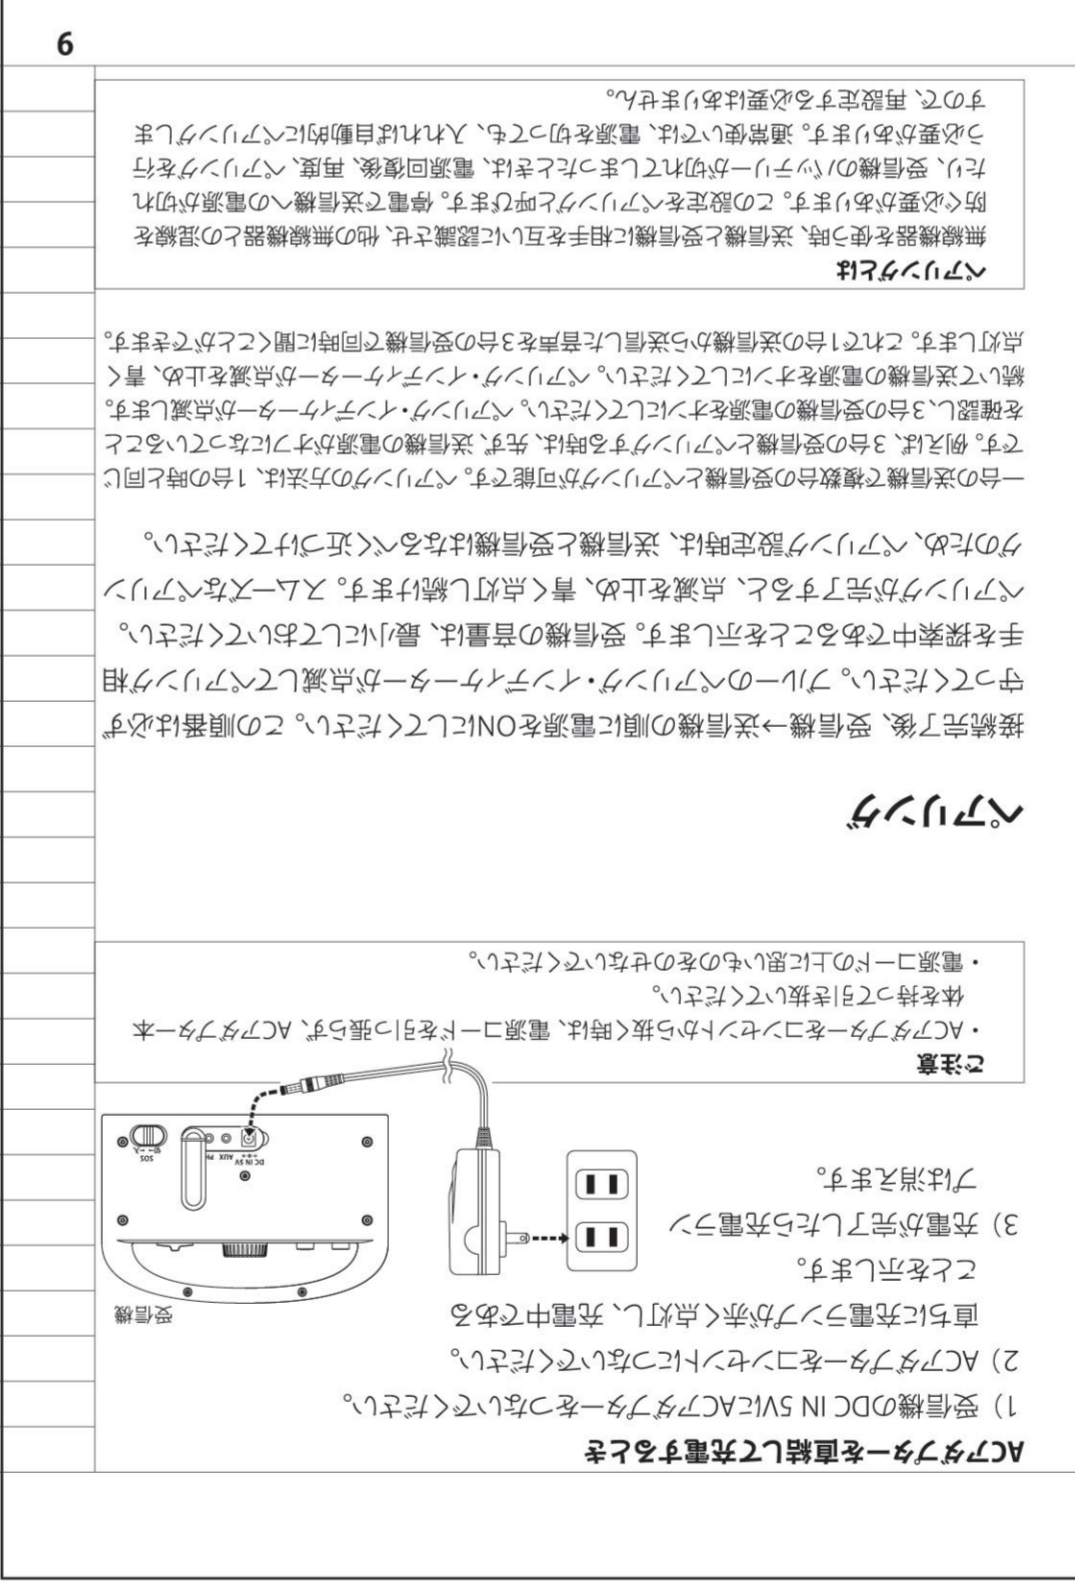 ACアダプターを直結して充電するとき
1）受信機のDC IN 5VにACアダプターをつないでください。
2）ACアダプターをコンセントにつないでください。
直ちに充電ランプが赤く点灯し、充電中である
ことを示します。
3）充電が完了したら充電ラン
プは消えます。
受信機
DC IN 5V
AUX
PH
SOS
ご注意
・ACアダプターをコンセントから抜く時は、電源コードを引っ張らず、ACアダプター本
体を持って引き抜いてください。
・電源コードの上に思いものをのせないでください。
ペアリング
接続完了後、受信機→送信機の順に電源をONにしてください。この順番は必ず
守ってください。ブルーのペアリング・インディケーターが点滅してペアリング相
手を探索中であることを示します。受信機の音量は、最小にしておいてください。
ペアリングが完了すると、点滅を止め、青く点灯し続けます。スムーズなペアリン
グのため、ペアリング設定時は、送信機と受信機はなるべく近づけてください。
一台の送信機で複数台の受信機とペアリングが可能です。ペアリングの方法は、1台の時と同じ
です。例えば、3台の受信機とペアリングする時は、先ず、送信機の電源がオフになっていること
を確認し、3台の受信機の電源をオンにしてください。ペアリング・インディケーターが点滅します。
続いて送信機の電源をオンにしてください。ペアリング・インディケーターが点滅を止め、青く
点灯します。これで1台の送信機から送信した音声を3台の受信機で同時に聞くことができます。
ペアリングとは
無線機器を使う時、送信機と受信機に相手を互いに認識させ、他の無線機器との混線を
防ぐ必要があります。この設定をペアリングと呼びます。停電で送信機への電源が切れ
たり、受信機のバッテリーが切れてしまったときは、電源回復後、再度、ペアリングを行
う必要があります。通常使いでは、電源を切っても、入れれば自動的にペアリングしま
すので、再設定する必要はありません。
9